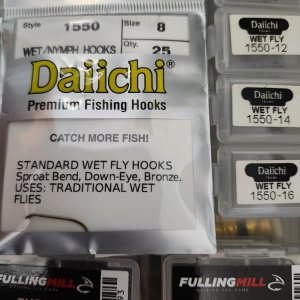 Style 1550 Size 8
WET/NYMPH HOOKS Qty. 25
Daiichi®
Premium Fishing Hooks
CATCH MORE FISH!
STANDARD WET FLY HOOKS
Sproat Bend, Down-Eye, Bronze.
USES: TRADITIONAL WET
FLIES
Daiichi
WET FLY
1550-12
Daiichi
WET FLY
1550-14
Daiichi
WET FLY
1550-16
FULLINGMILL
FULLINGMILL